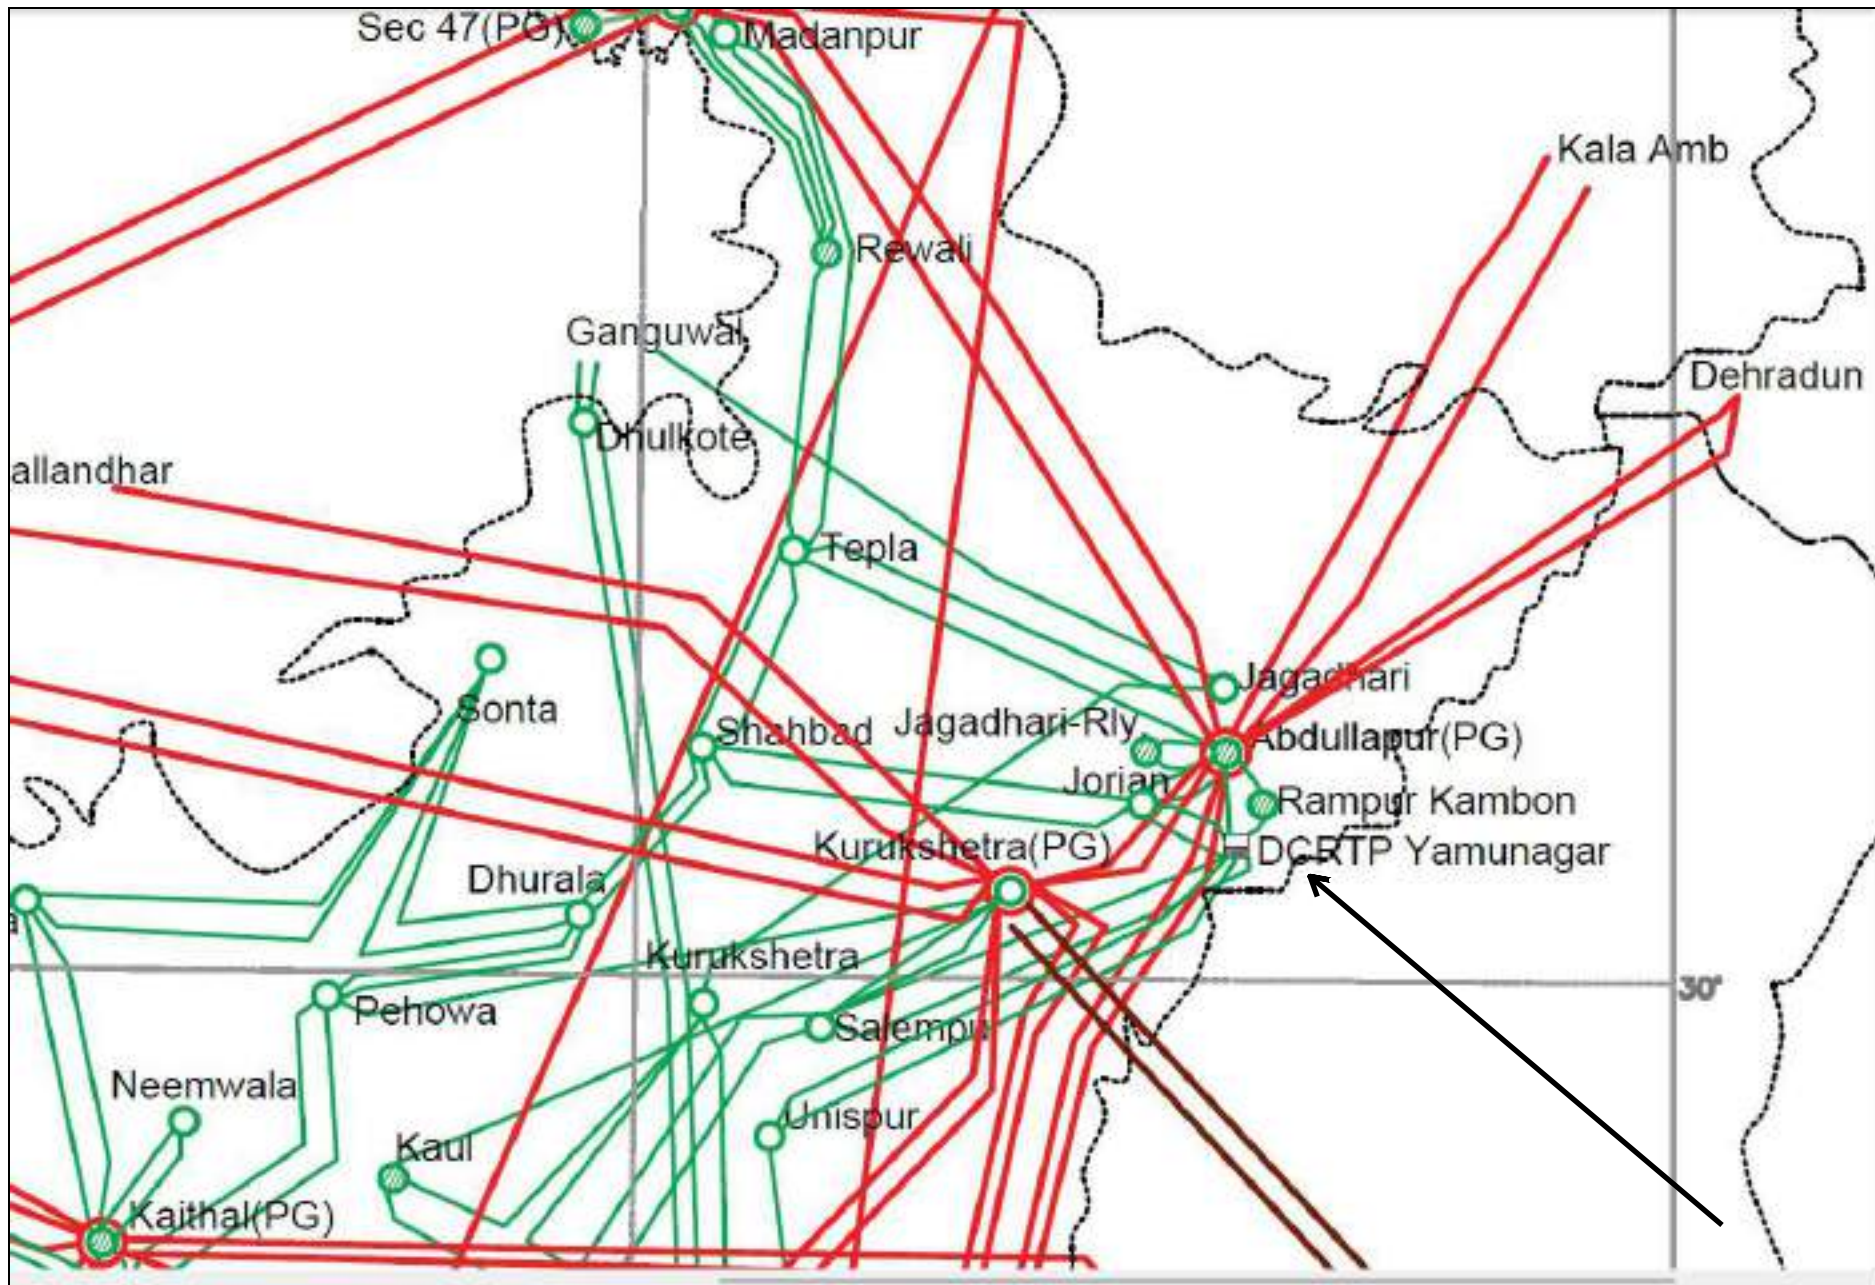 Sec 47(PG)
Madanpur
Kala Amb
Rewali
Ganguwal
Dehradun
Dhulkote
allandhar
Tepla
Jagadhari
Sonta
Shahbad
Jagadhari-Rly
Abdullapur(PG)
Jorian
Rampur Kambon
Kurukshetra(PG)
DCRTP Yamunagar
Dhurala
a
Kurukshetra
30'
Pehowa
Salempu
Neemwala
Unispur
Kaul
Kaithal(PG)